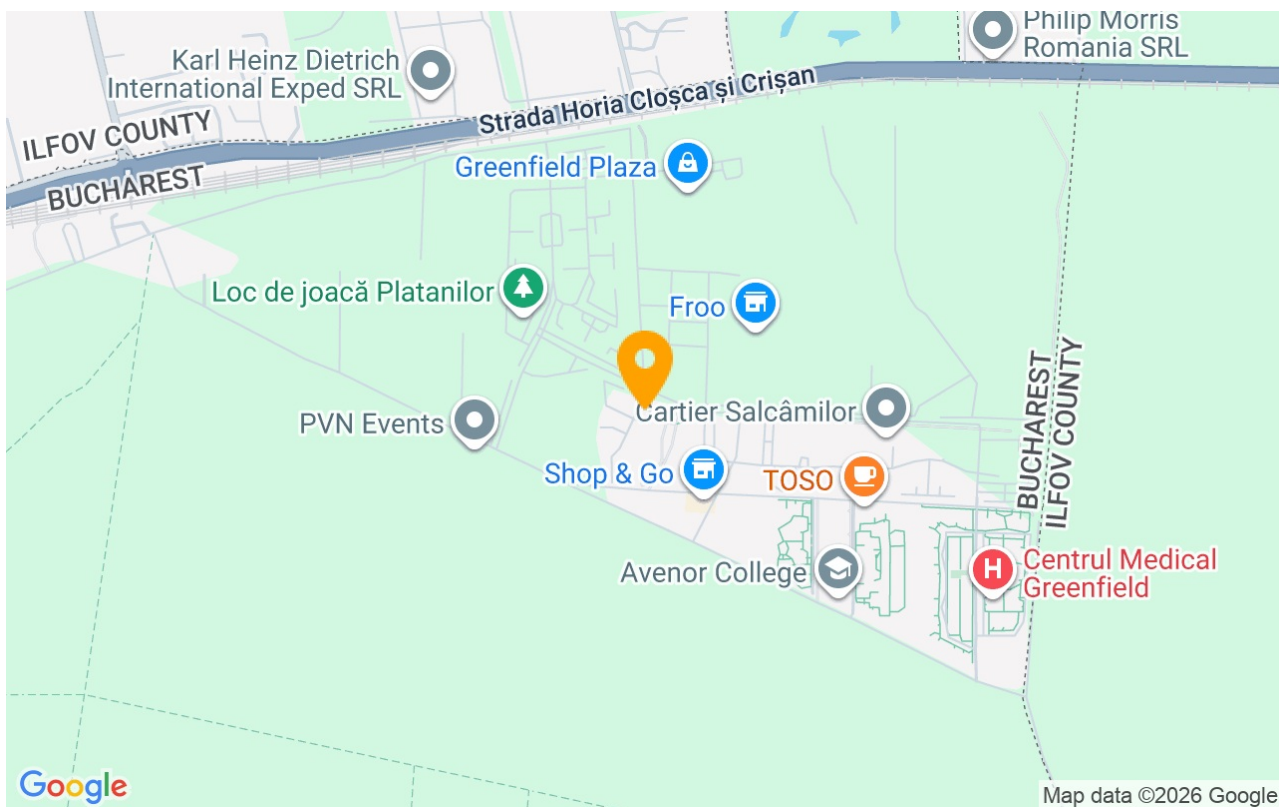 Philip Morris
Romania SRL
Karl Heinz Dietrich
International Exped SRL
Strada Horia Cloșca și Crișan
ILFOV COUNTY
BUCHAREST
Greenfield Plaza
Loc de joacă Platanilor
Froo
BUCHAREST
ILFOV COUNTY
PVN Events
Cartier Salcâmilor
Shop & Go
TOSO
Avenor College
H
Centrul Medical
Greenfield
Google
Map data ©2026 Google